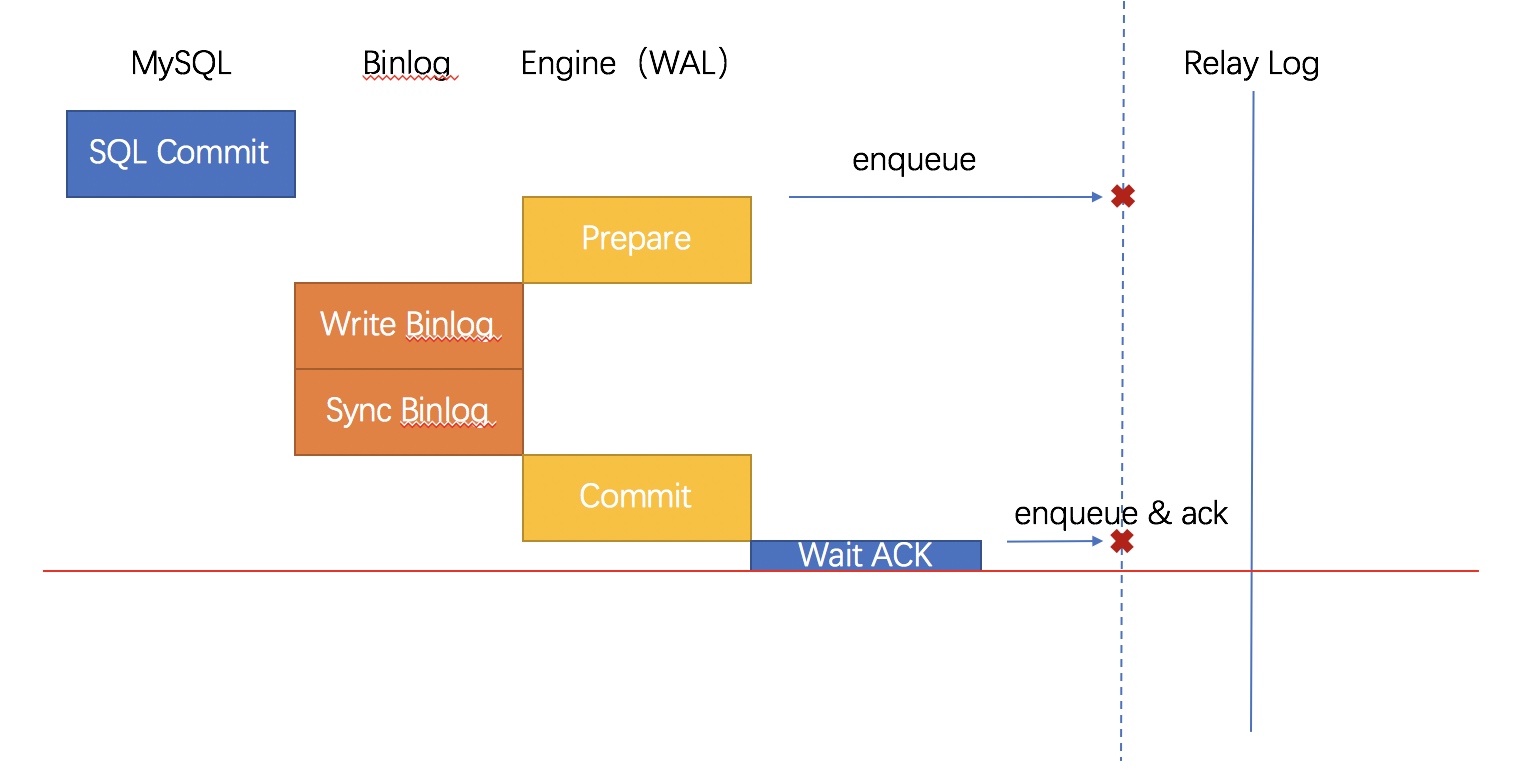 MySQL
Binlog
Engine（WAL）
Relay Log
SQL Commit
enqueue
Prepare
Write Binlog
Sync Binlog
Commit
enqueue & ack
Wait ACK